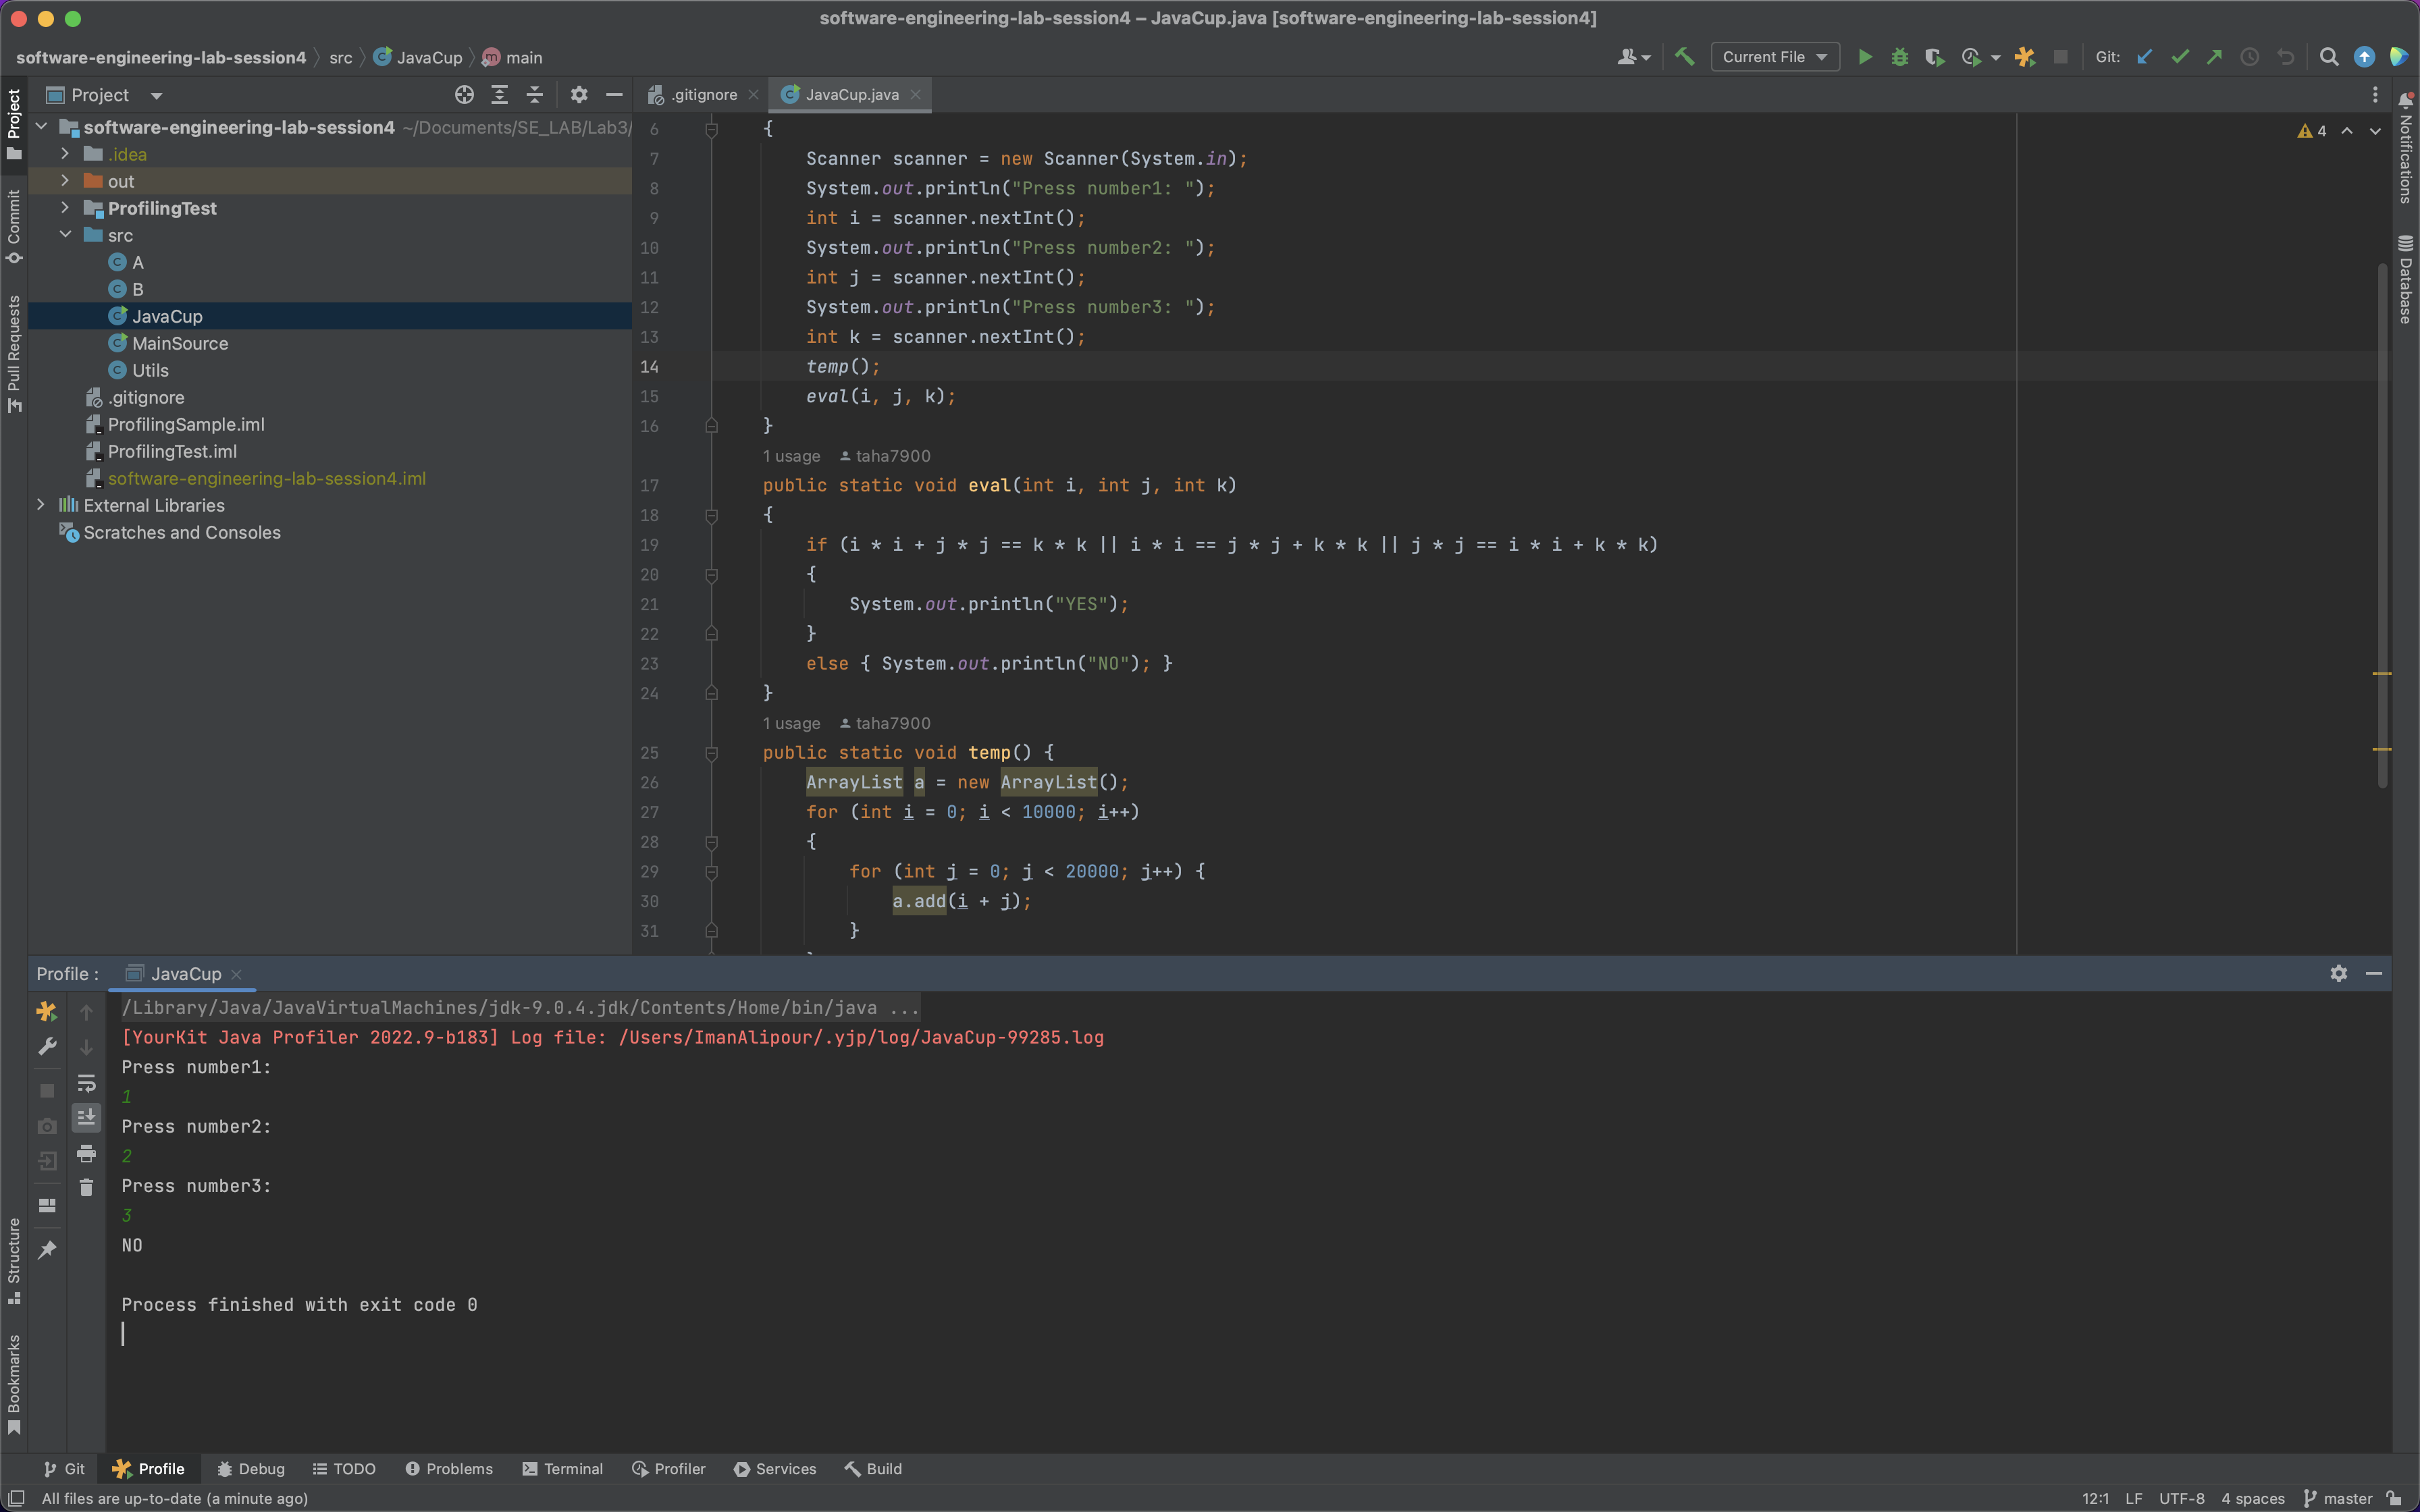 software-engineering-lab-session4 – JavaCup.java [software-engineering-lab-session4]
software-engineering-lab-session4 src JavaCup main
Current File Git:
Project
.gitignore JavaCup.java
software-engineering-lab-session4 ~/Documents/SE_LAB/Lab3/
.idea
out
ProfilingTest
src
A
B
JavaCup
MainSource
Utils
.gitignore
ProfilingSample.iml
ProfilingTest.iml
software-engineering-lab-session4.iml
External Libraries
Scratches and Consoles
Project
Commit
Pull Requests
Structure
Bookmarks
Notifications
Database
4
6 {
7 Scanner scanner = new Scanner(System.in);
8 System.out.println("Press number1: ");
9 int i = scanner.nextInt();
10 System.out.println("Press number2: ");
11 int j = scanner.nextInt();
12 System.out.println("Press number3: ");
13 int k = scanner.nextInt();
14 temp();
15 eval(i, j, k);
16 }
1 usage taha7900
17 public static void eval(int i, int j, int k)
18 {
19 if (i * i + j * j == k * k || i * i == j * j + k * k || j * j == i * i + k * k)
20 {
21 System.out.println("YES");
22 }
23 else { System.out.println("NO"); }
24 }
1 usage taha7900
25 public static void temp() {
26 ArrayList a = new ArrayList();
27 for (int i = 0; i < 10000; i++)
28 {
29 for (int j = 0; j < 20000; j++) {
30 a.add(i + j);
31 }
Profile : JavaCup
/Library/Java/JavaVirtualMachines/jdk-9.0.4.jdk/Contents/Home/bin/java ...
[YourKit Java Profiler 2022.9-b183] Log file: /Users/ImanAlipour/.yjp/log/JavaCup-99285.log
Press number1:
1
Press number2:
2
Press number3:
3
NO
Process finished with exit code 0
Git Profile Debug TODO Problems Terminal Profiler Services Build
All files are up-to-date (a minute ago) 12:1 LF UTF-8 4 spaces master